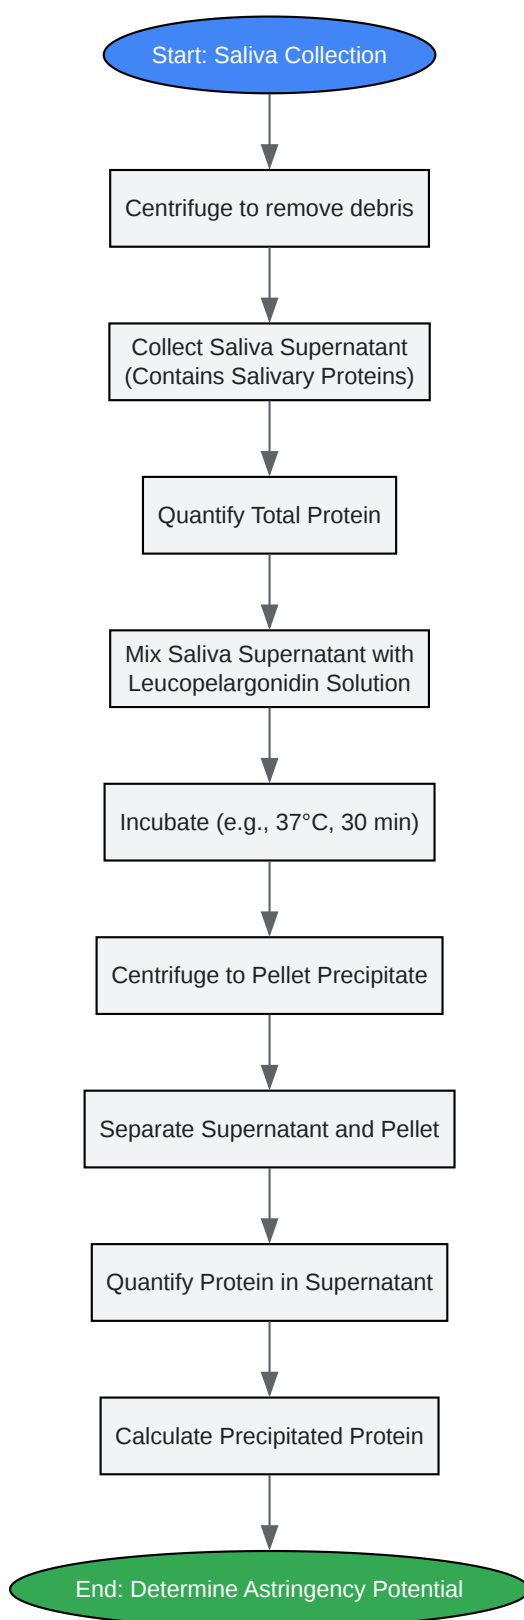 Start: Saliva Collection
Centrifuge to remove debris
Collect Saliva Supernatant
(Contains Salivary Proteins)
Quantify Total Protein
Mix Saliva Supernatant with
Leucopelargonidin Solution
Incubate (e.g., 37°C, 30 min)
Centrifuge to Pellet Precipitate
Separate Supernatant and Pellet
Quantify Protein in Supernatant
Calculate Precipitated Protein
End: Determine Astringency Potential